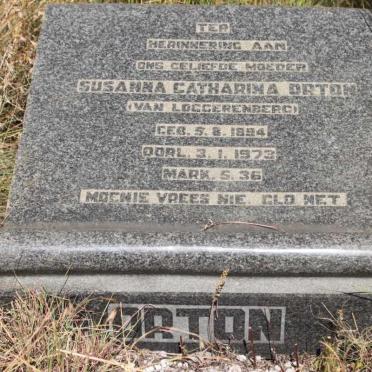 TER
HERINNERING AAN
ONS GELIEFDE MOEDER
SUSANNA CATHARINA ORTON
(VAN LOGGERENBERG)
GEB. 5.8.1894
OORL. 3.1.1973
MARK. 5.36
MOENIE VREES NIE, GLO NET
ORTON